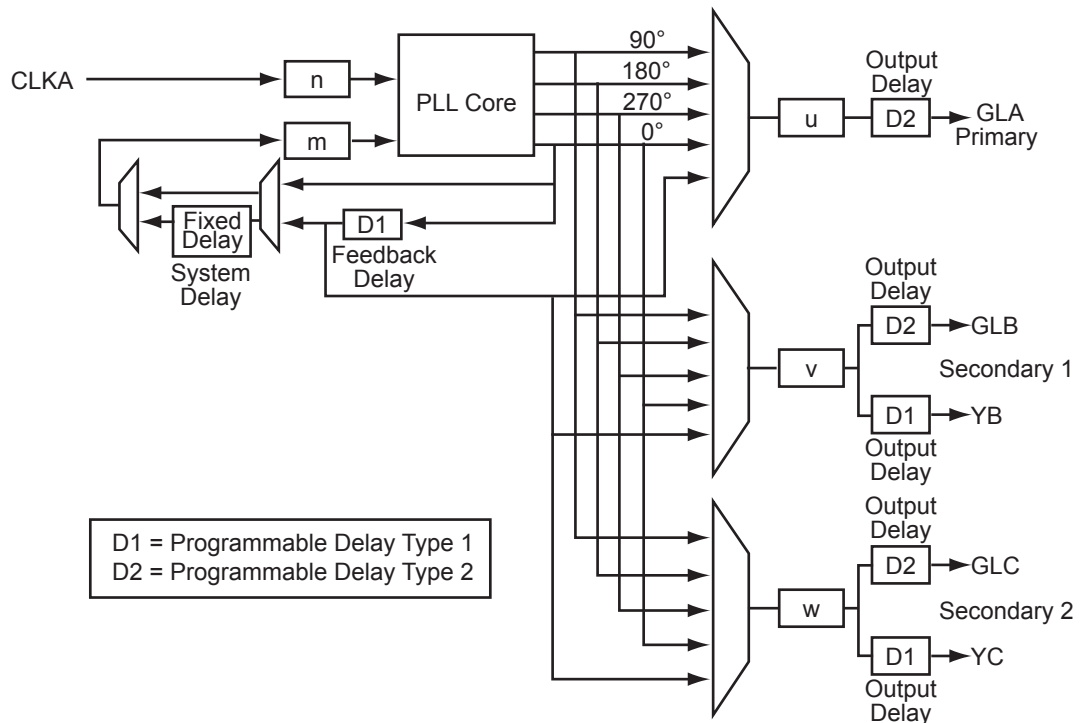 CLKA
n
m
PLL Core
90°
180°
270°
0°
u
Output
Delay
D2
GLA
Primary
Fixed
Delay
System
Delay
D1
Feedback
Delay
v
Output
Delay
D2
GLB
Secondary 1
D1
YB
Output
Delay
D1 = Programmable Delay Type 1
D2 = Programmable Delay Type 2
w
Output
Delay
D2
GLC
Secondary 2
D1
YC
Output
Delay